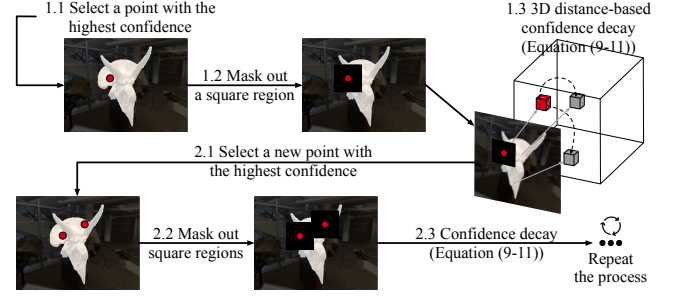 1.1 Select a point with the
highest confidence
1.2 Mask out
a square region
1.3 3D distance-based
confidence decay
(Equation (9-11))
2.1 Select a new point with
the highest confidence
2.2 Mask out
square regions
2.3 Confidence decay
(Equation (9-11))
Repeat
the process